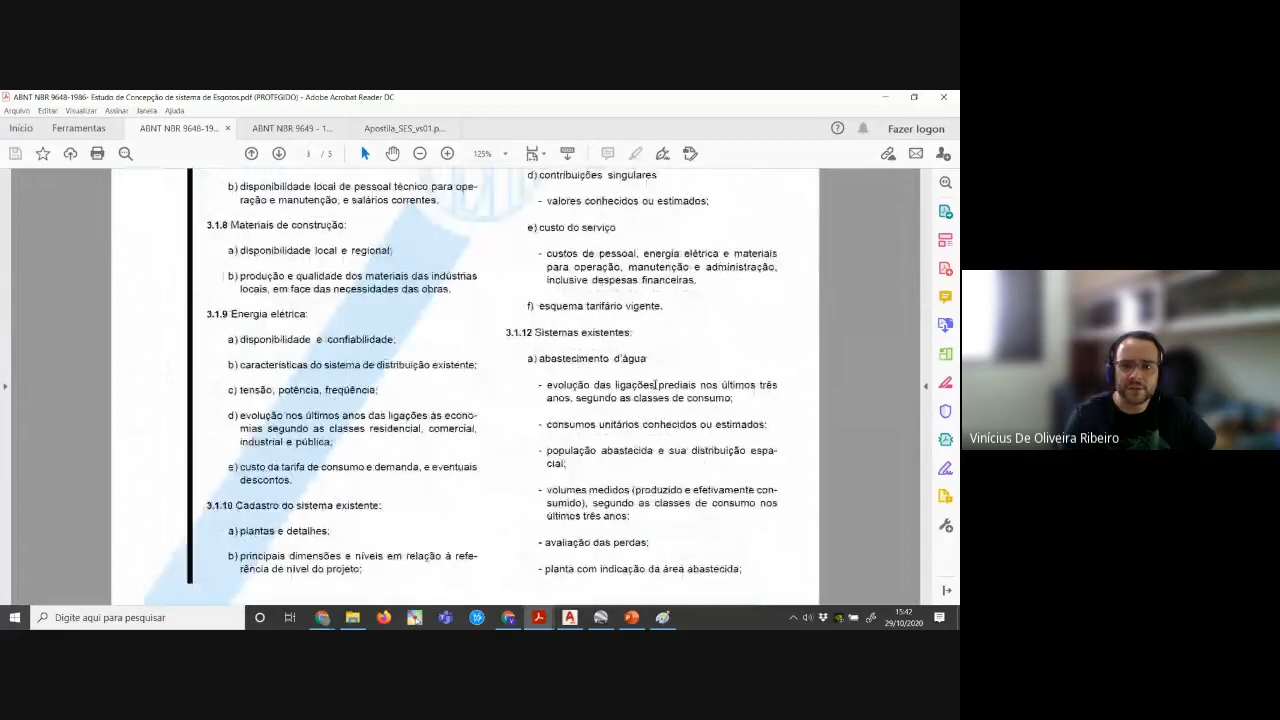 ABNT NBR 9648-1986- Estudo de Concepção de sistema de Esgotos.pdf (PROTEGIDO) - Adobe Acrobat Reader DC
Arquivo Editar Visualizar Assinar Janela Ajuda
Início Ferramentas ABNT NBR 9648-19... × ABNT NBR 9649 - 1... Apostila_SES_vs01.p... Fazer logon
3 / 5 125%
b) disponibilidade local de pessoal técnico para ope-
ração e manutenção, e salários correntes.
3.1.8 Materiais de construção:
a) disponibilidade local e regional;
b) produção e qualidade dos materiais das indústrias
locais, em face das necessidades das obras.
3.1.9 Energia elétrica:
a) disponibilidade e confiabilidade;
b) características do sistema de distribuição existente;
c) tensão, potência, freqüência;
d) evolução nos últimos anos das ligações às econo-
mias segundo as classes residencial, comercial,
industrial e pública;
e) custo da tarifa de consumo e demanda, e eventuais
descontos.
3.1.10 Cadastro do sistema existente:
a) plantas e detalhes;
b) principais dimensões e níveis em relação à refe-
rência de nível do projeto;
d) contribuições singulares
- valores conhecidos ou estimados;
e) custo do serviço
- custos de pessoal, energia elétrica e materiais
para operação, manutenção e administração,
inclusive despesas financeiras.
f) esquema tarifário vigente.
3.1.12 Sistemas existentes:
a) abastecimento d'água
- evolução das ligações prediais nos últimos três
anos, segundo as classes de consumo;
- consumos unitários conhecidos ou estimados;
- população abastecida e sua distribuição espa-
cial;
- volumes medidos (produzido e efetivamente con-
sumido), segundo as classes de consumo nos
últimos três anos;
- avaliação das perdas;
- planta com indicação da área abastecida;
Vinícius De Oliveira Ribeiro
Digite aqui para pesquisar
15:42
29/10/2020